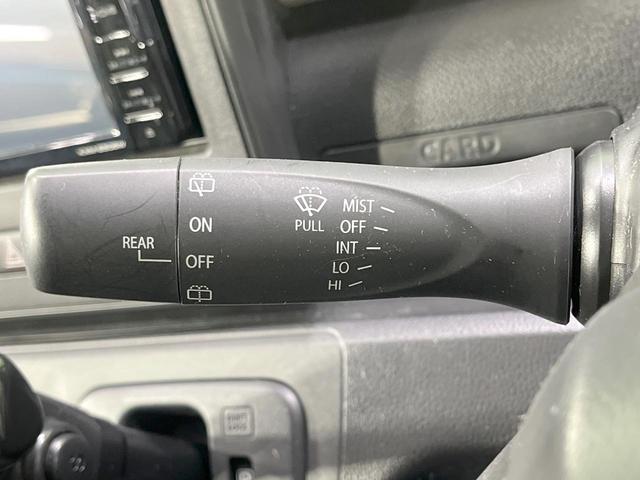 CARD
ON
REAR
OFF
PULL
MIST
OFF
INT
LO
HI